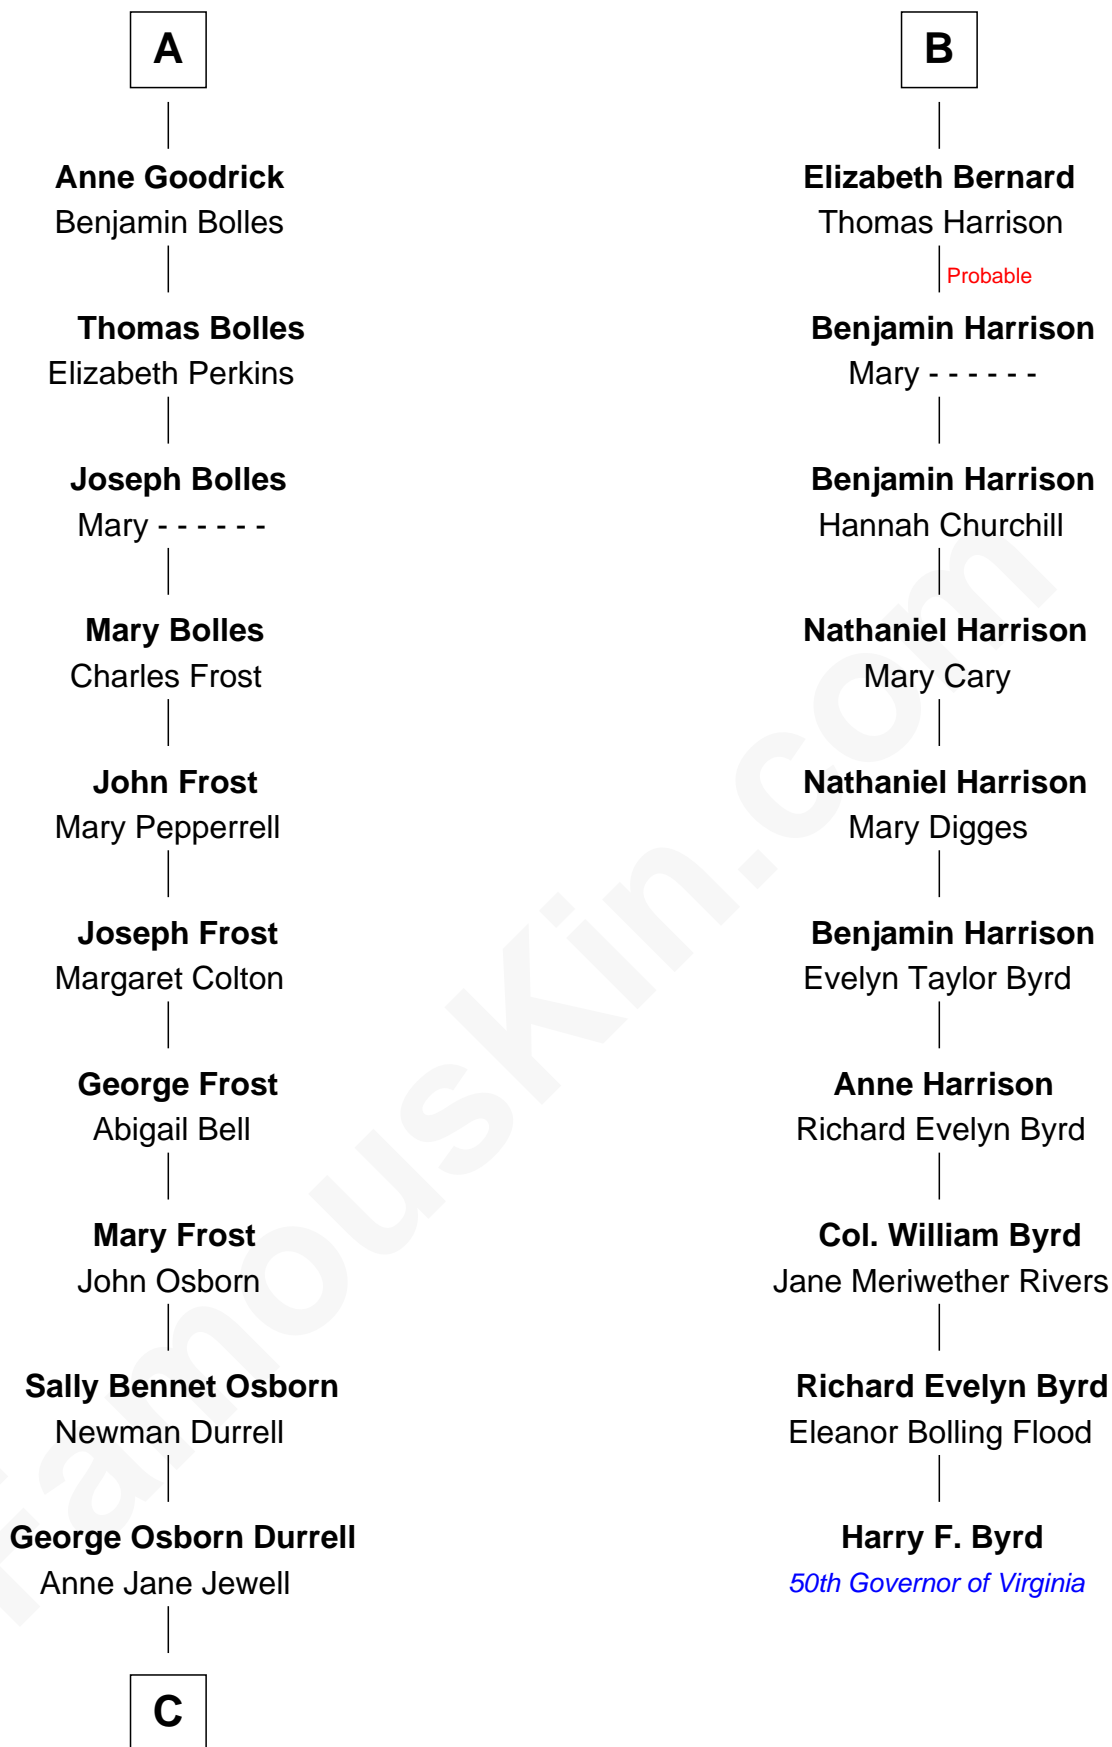 A
Anne Goodrick
Benjamin Bolles
Thomas Bolles
Elizabeth Perkins
Joseph Bolles
Mary - - - - - -
Mary Bolles
Charles Frost
John Frost
Mary Pepperrell
Joseph Frost
Margaret Colton
George Frost
Abigail Bell
Mary Frost
John Osborn
Sally Bennet Osborn
Newman Durrell
George Osborn Durrell
Anne Jane Jewell
C
B
Elizabeth Bernard
Thomas Harrison
Probable
Benjamin Harrison
Mary - - - - - -
Benjamin Harrison
Hannah Churchill
Nathaniel Harrison
Mary Cary
Nathaniel Harrison
Mary Digges
Benjamin Harrison
Evelyn Taylor Byrd
Anne Harrison
Richard Evelyn Byrd
Col. William Byrd
Jane Meriwether Rivers
Richard Evelyn Byrd
Eleanor Bolling Flood
Harry F. Byrd
50th Governor of Virginia
FamousKin.com